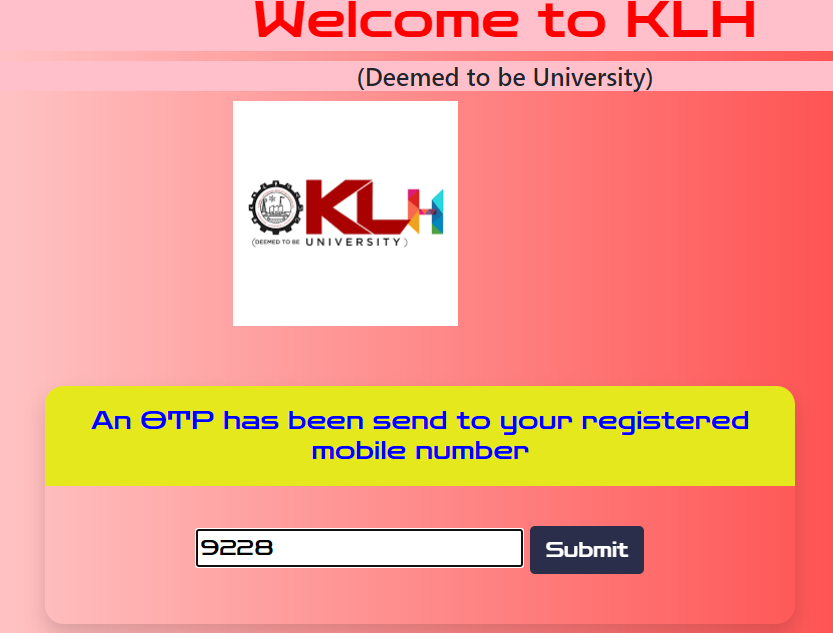 Welcome to KLH
(Deemed to be University)
KLH
(DEEMED TO BE UNIVERSITY)
An OTP has been send to your registered
mobile number
9228 Submit